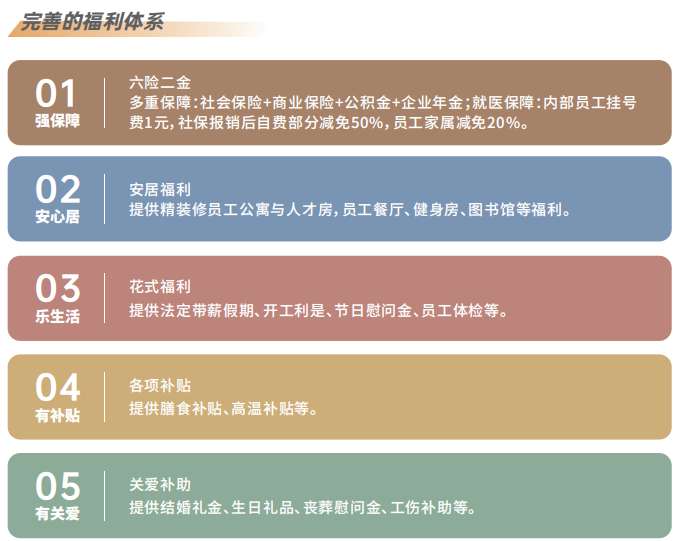 完善的福利体系
01
强保障
六险二金
多重保障：社会保险+商业保险+公积金+企业年金；就医保障：内部员工挂号
费1元，社保报销后自费部分减免50%，员工家属减免20%。
02
安心居
安居福利
提供精装修员工公寓与人才房，员工餐厅、健身房、图书馆等福利。
03
乐生活
花式福利
提供法定带薪假期、开工利是、节日慰问金、员工体检等。
04
有补贴
各项补贴
提供膳食补贴、高温补贴等。
05
有关爱
关爱补助
提供结婚礼金、生日礼品、丧葬慰问金、工伤补助等。